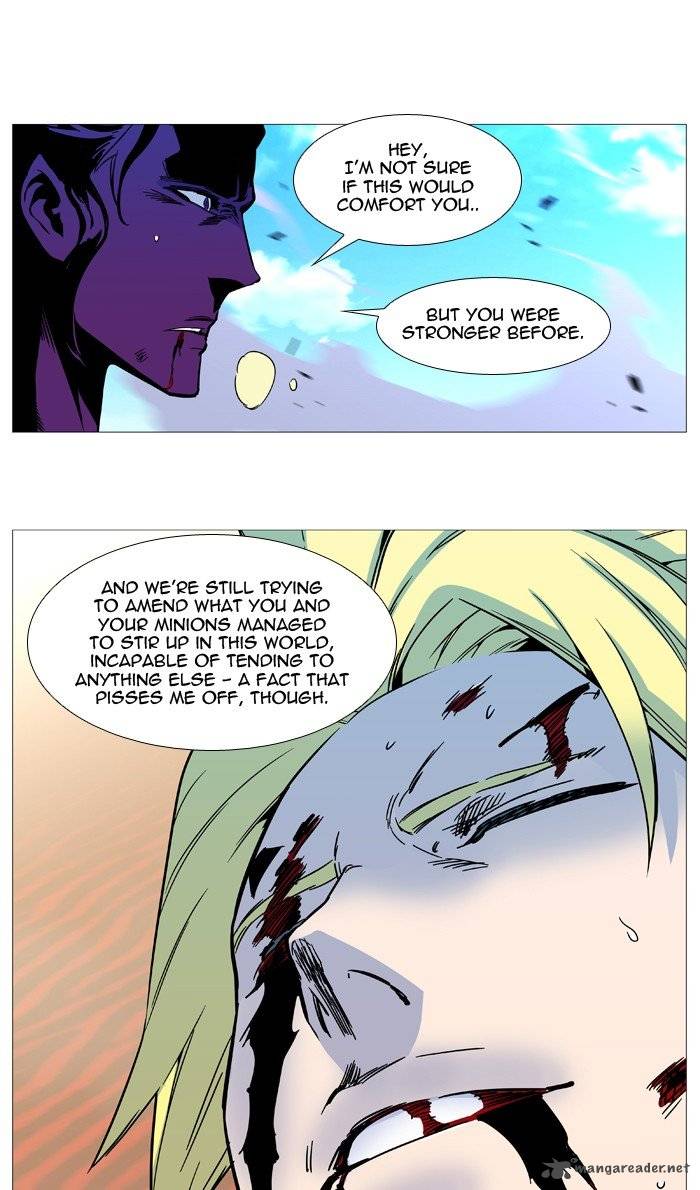 HEY,
I'M NOT SURE
IF THIS WOULD
COMFORT YOU..
BUT YOU WERE
STRONGER BEFORE.
AND WE'RE STILL TRYING
TO AMEND WHAT YOU AND
YOUR MINIONS MANAGED
TO STIR UP IN THIS WORLD,
INCAPABLE OF TENDING TO
ANYTHING ELSE - A FACT THAT
PISSES ME OFF, THOUGH.
mangareader.net